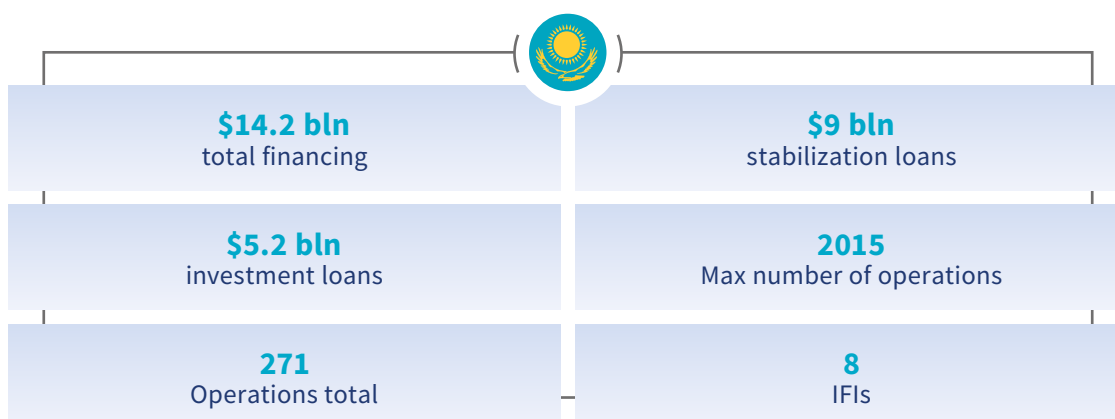 $14.2 bln
total financing
$9 bln
stabilization loans
$5.2 bln
investment loans
2015
Max number of operations
271
Operations total
8
IFIs